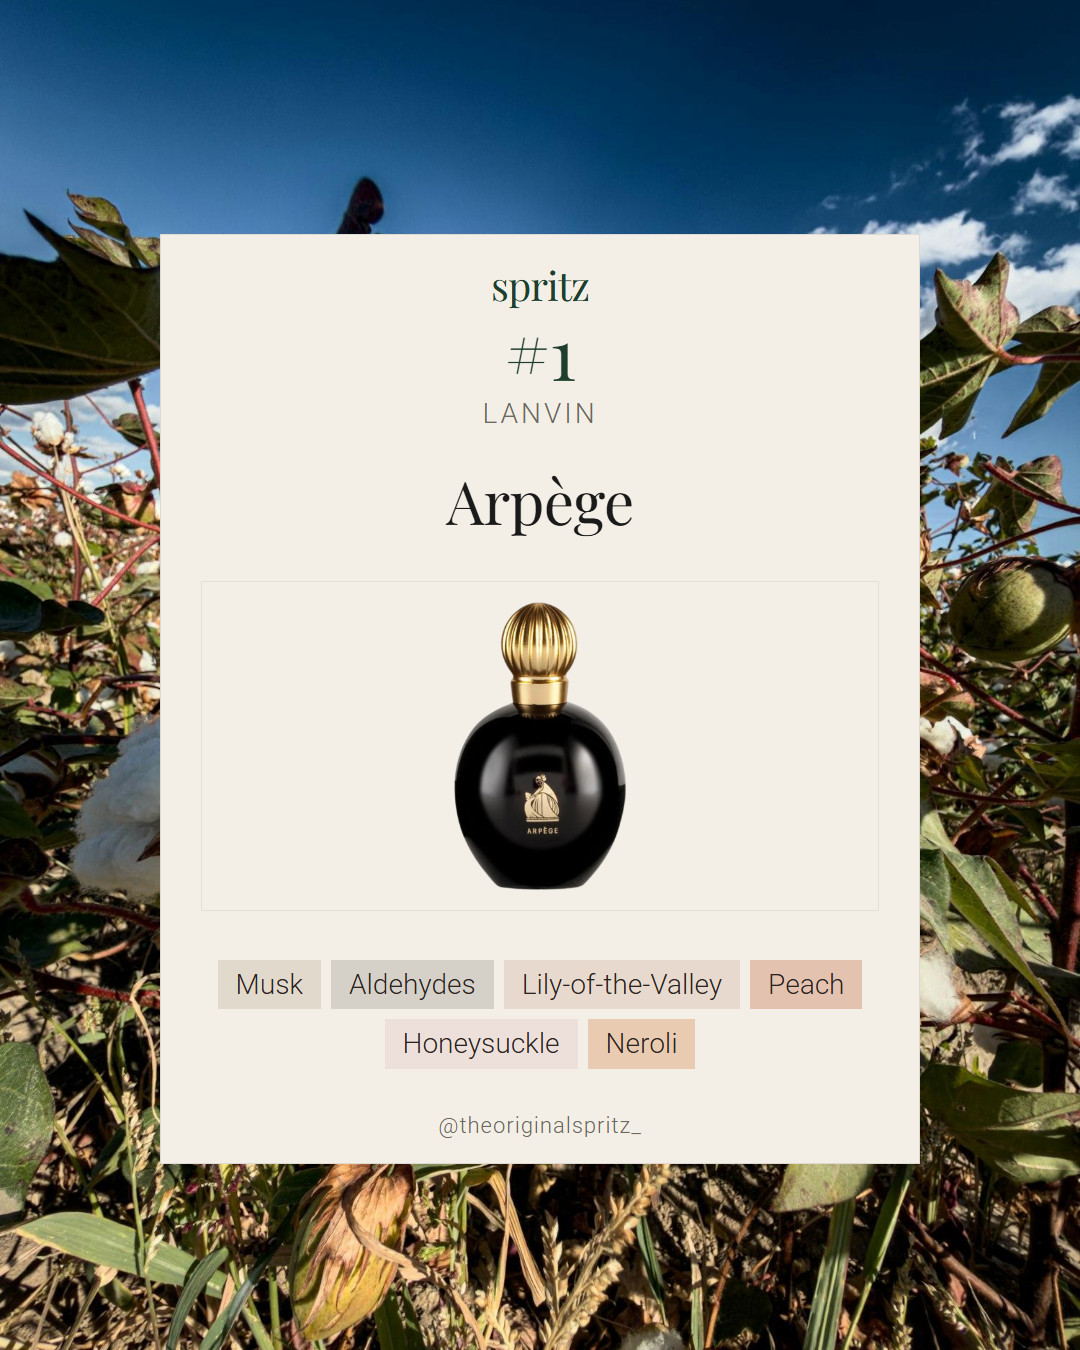 spritz
#1
LANVIN
Arpège
ARPÈGE
Musk Aldehydes Lily-of-the-Valley Peach
Honeysuckle Neroli
@theoriginalspritz_